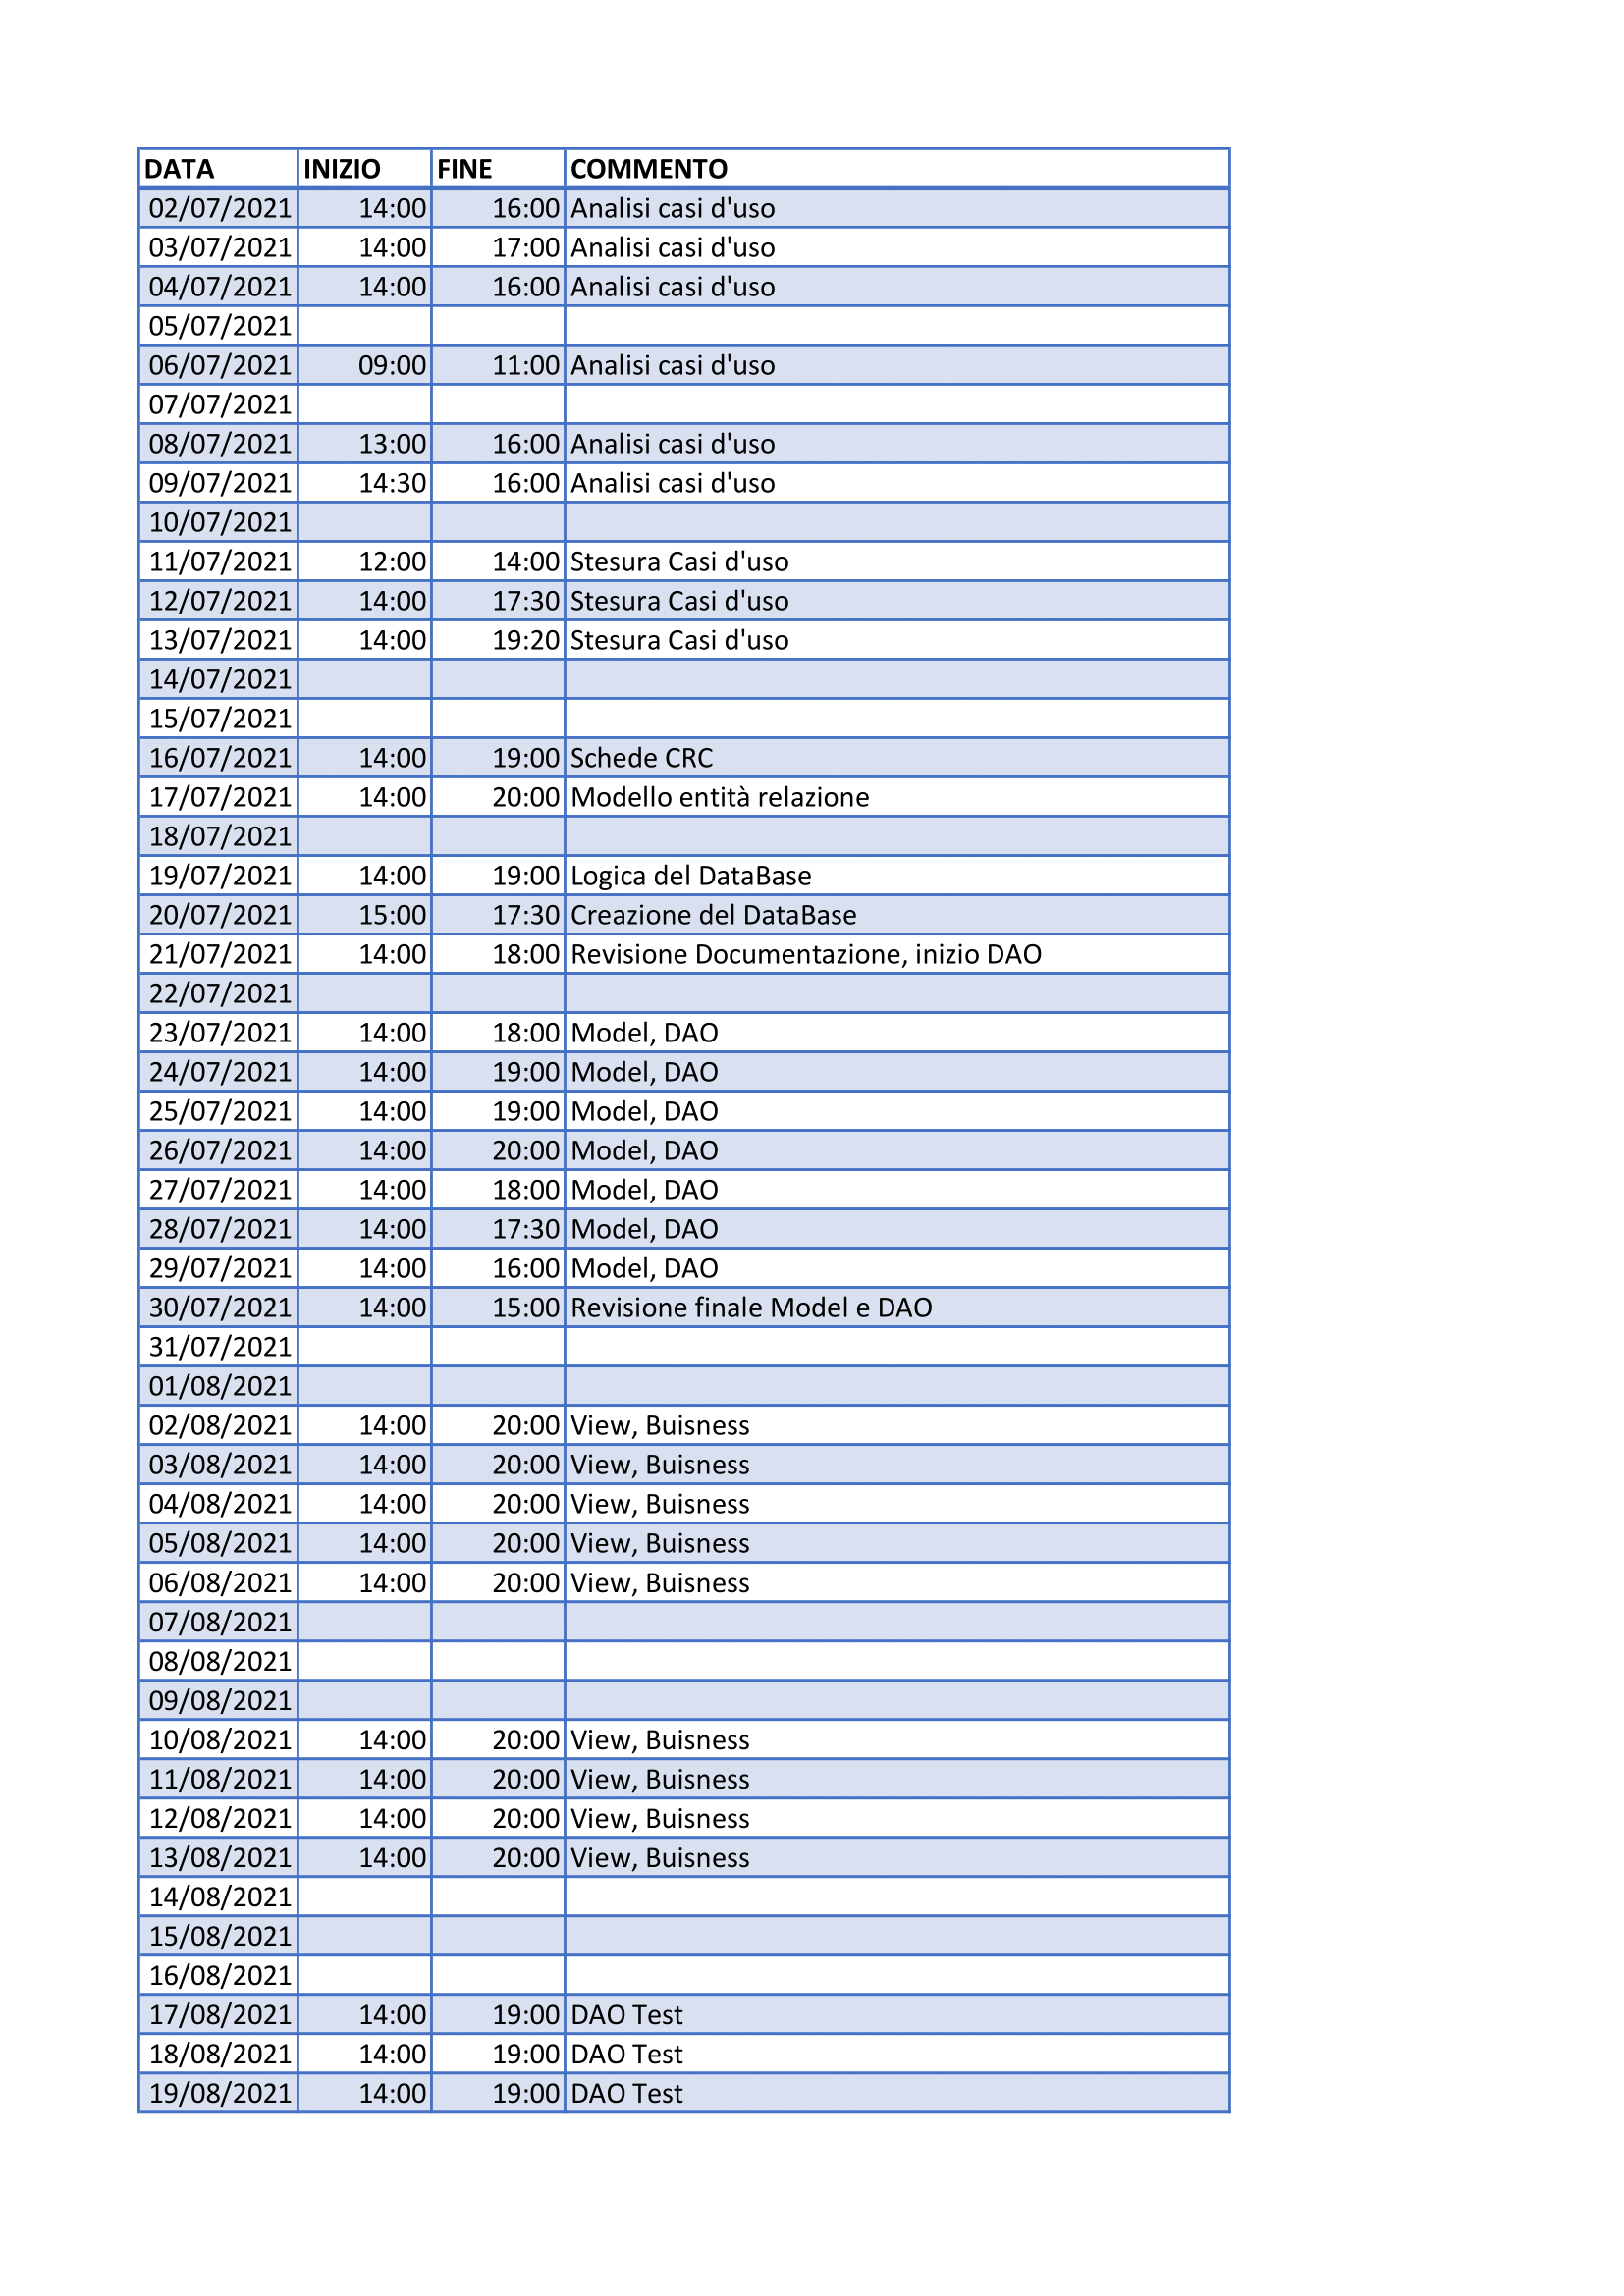 DATA INIZIO FINE COMMENTO
02/07/2021 14:00 16:00 Analisi casi d'uso
03/07/2021 14:00 17:00 Analisi casi d'uso
04/07/2021 14:00 16:00 Analisi casi d'uso
05/07/2021
06/07/2021 09:00 11:00 Analisi casi d'uso
07/07/2021
08/07/2021 13:00 16:00 Analisi casi d'uso
09/07/2021 14:30 16:00 Analisi casi d'uso
10/07/2021
11/07/2021 12:00 14:00 Stesura Casi d'uso
12/07/2021 14:00 17:30 Stesura Casi d'uso
13/07/2021 14:00 19:20 Stesura Casi d'uso
14/07/2021
15/07/2021
16/07/2021 14:00 19:00 Schede CRC
17/07/2021 14:00 20:00 Modello entità relazione
18/07/2021
19/07/2021 14:00 19:00 Logica del DataBase
20/07/2021 15:00 17:30 Creazione del DataBase
21/07/2021 14:00 18:00 Revisione Documentazione, inizio DAO
22/07/2021
23/07/2021 14:00 18:00 Model, DAO
24/07/2021 14:00 19:00 Model, DAO
25/07/2021 14:00 19:00 Model, DAO
26/07/2021 14:00 20:00 Model, DAO
27/07/2021 14:00 18:00 Model, DAO
28/07/2021 14:00 17:30 Model, DAO
29/07/2021 14:00 16:00 Model, DAO
30/07/2021 14:00 15:00 Revisione finale Model e DAO
31/07/2021
01/08/2021
02/08/2021 14:00 20:00 View, Buisness
03/08/2021 14:00 20:00 View, Buisness
04/08/2021 14:00 20:00 View, Buisness
05/08/2021 14:00 20:00 View, Buisness
06/08/2021 14:00 20:00 View, Buisness
07/08/2021
08/08/2021
09/08/2021
10/08/2021 14:00 20:00 View, Buisness
11/08/2021 14:00 20:00 View, Buisness
12/08/2021 14:00 20:00 View, Buisness
13/08/2021 14:00 20:00 View, Buisness
14/08/2021
15/08/2021
16/08/2021
17/08/2021 14:00 19:00 DAO Test
18/08/2021 14:00 19:00 DAO Test
19/08/2021 14:00 19:00 DAO Test